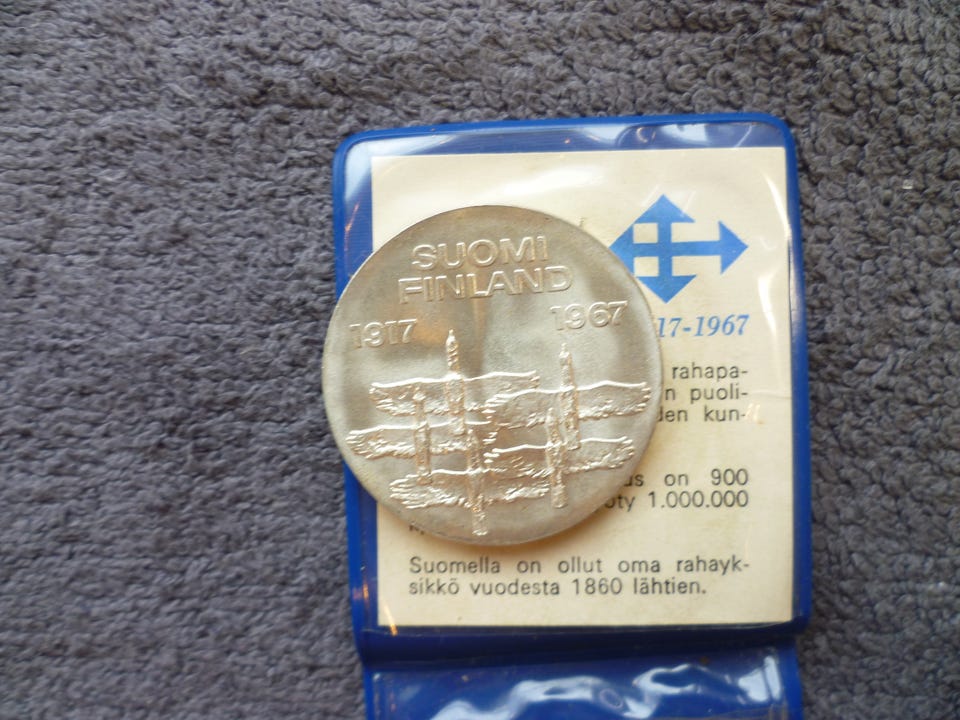 SUOMI
FINLAND
1917 1967
17-1967
rahapa-
n puoli-
den kun-
us on 900
oty 1.000.000
Suomella on ollut oma rahayk-
sikkö vuodesta 1860 lähtien.